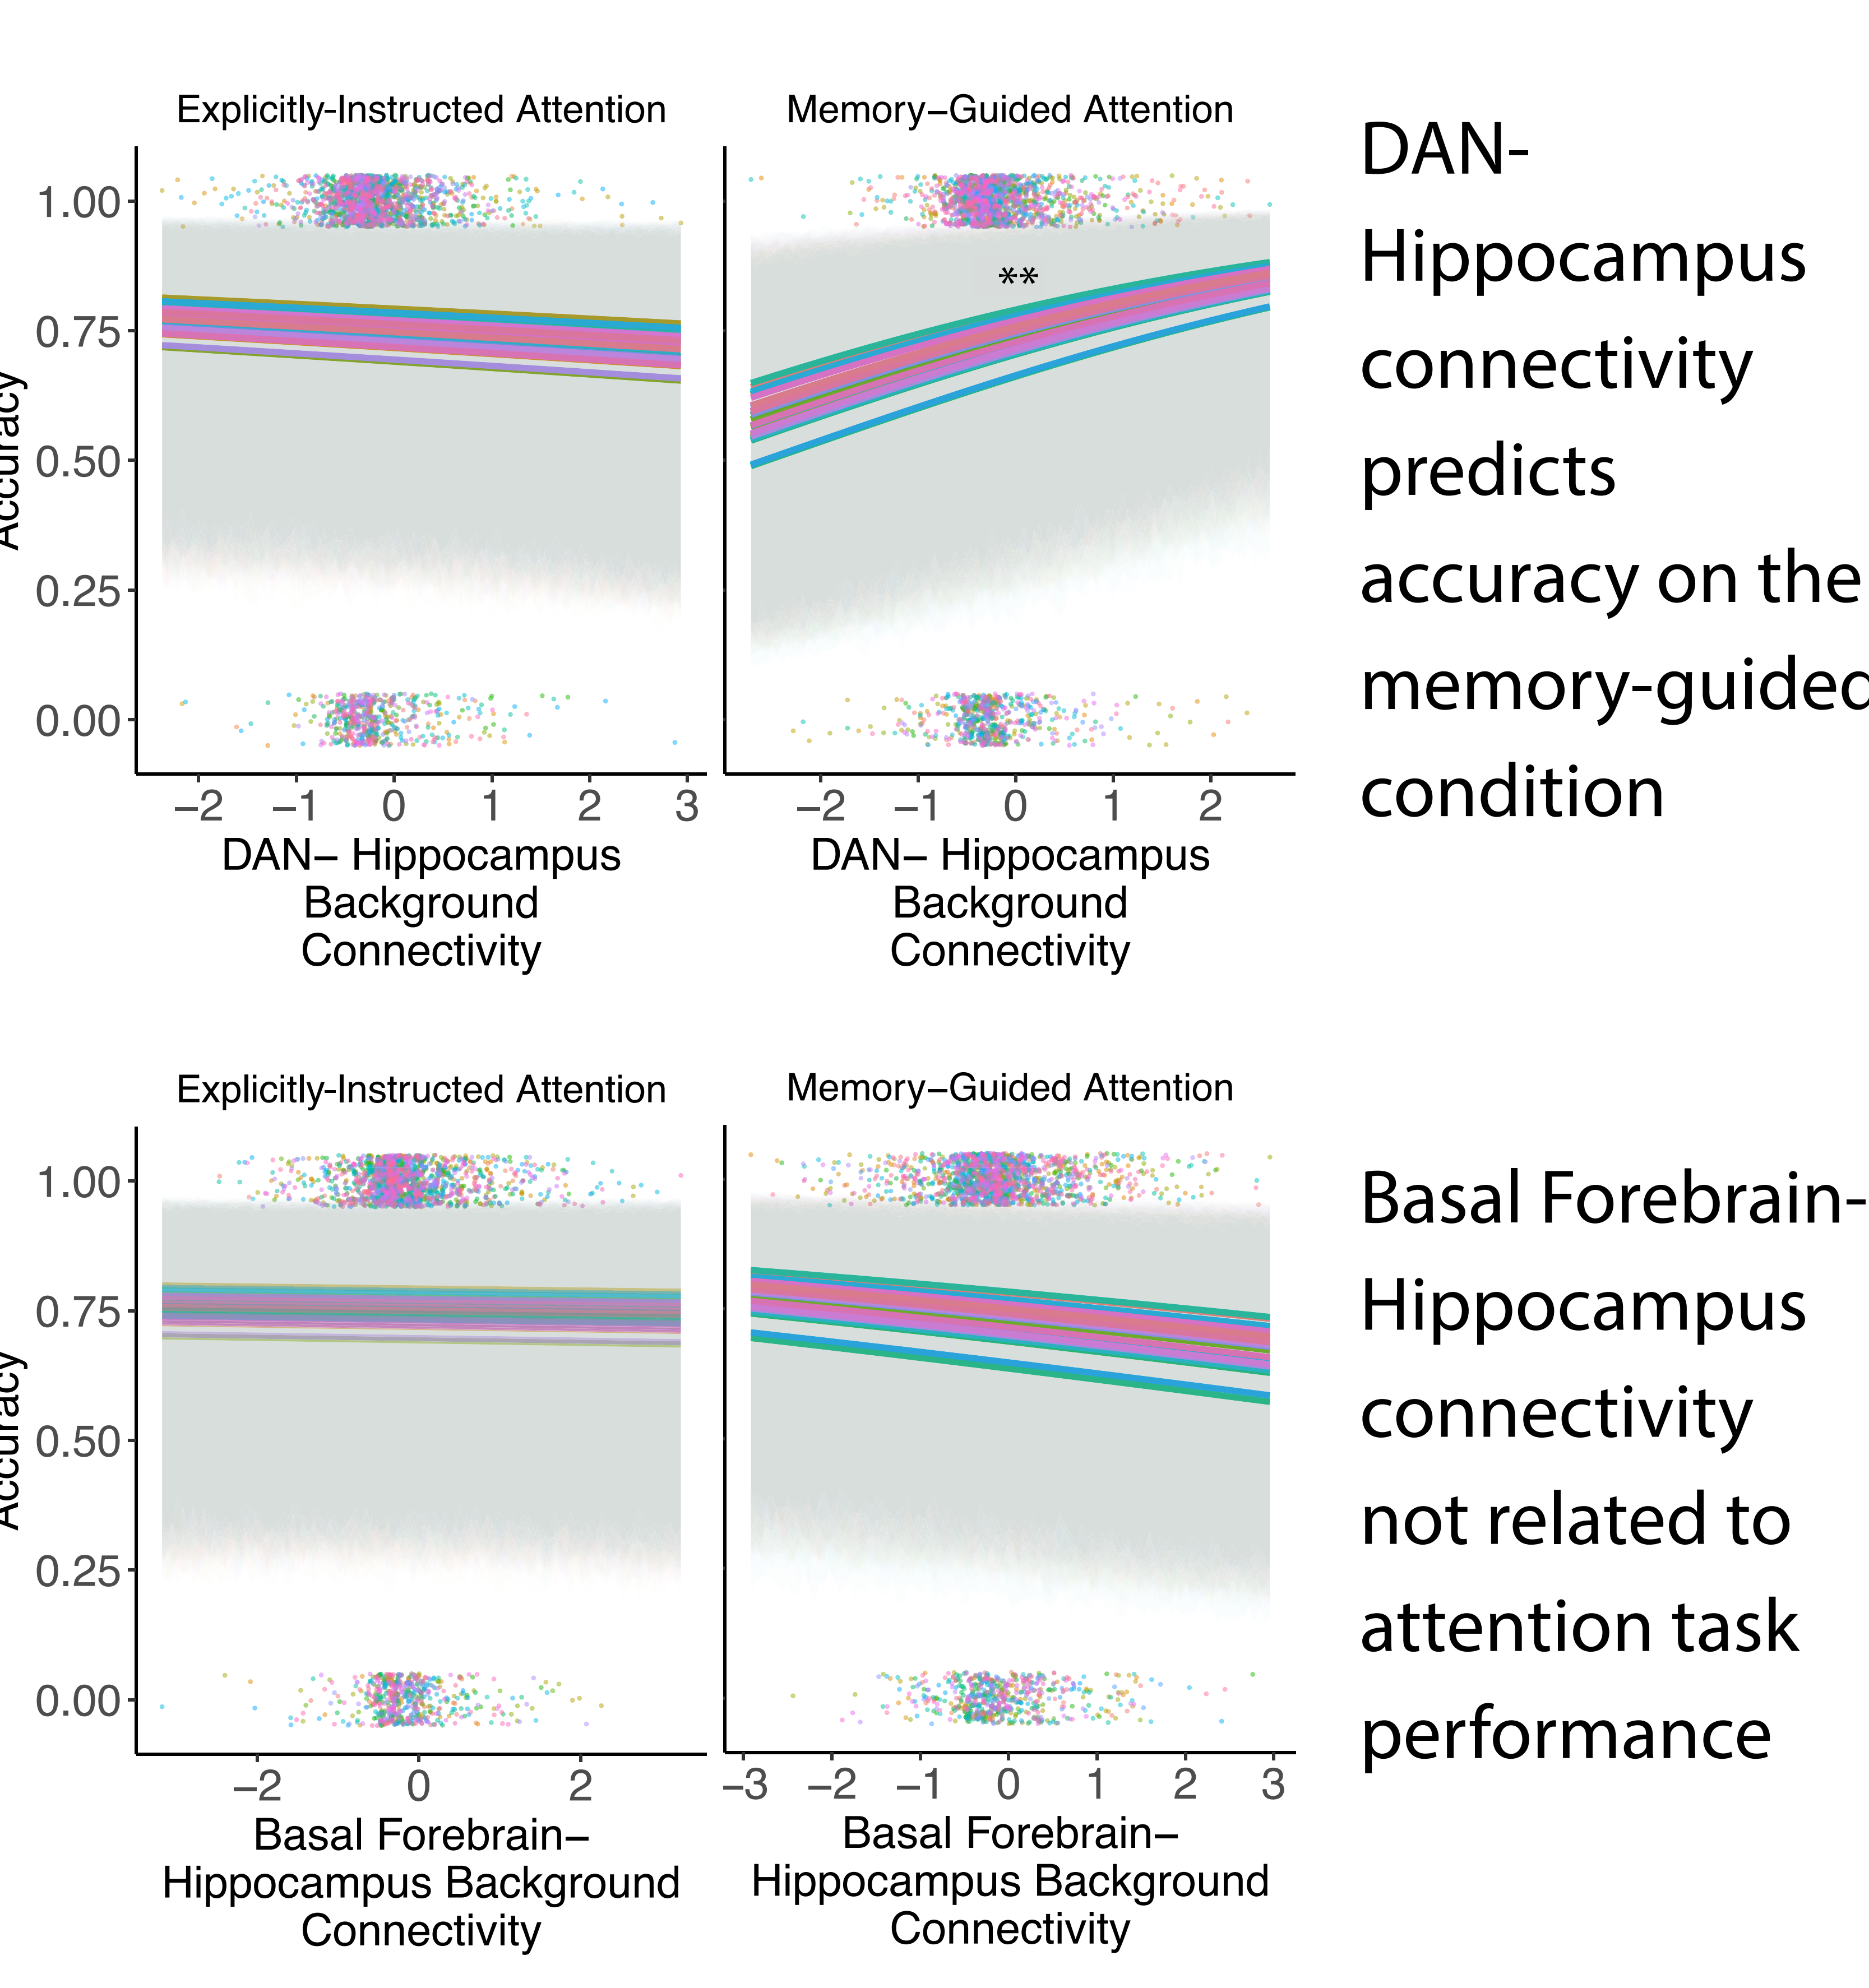 Explicitly-Instructed Attention
Memory–Guided Attention
1.00
0.75
0.50
0.25
0.00
Accuracy
**
−2 −1 0 1 2 3
−2 −1 0 1 2
DAN– Hippocampus
Background
Connectivity
DAN– Hippocampus
Background
Connectivity
DAN-
Hippocampus
connectivity
predicts
accuracy on the
memory-guided
condition
Explicitly-Instructed Attention
Memory–Guided Attention
1.00
0.75
0.50
0.25
0.00
Accuracy
−2 0 2
−3 −2 −1 0 1 2 3
Basal Forebrain–
Hippocampus Background
Connectivity
Basal Forebrain–
Hippocampus Background
Connectivity
Basal Forebrain-
Hippocampus
connectivity
not related to
attention task
performance